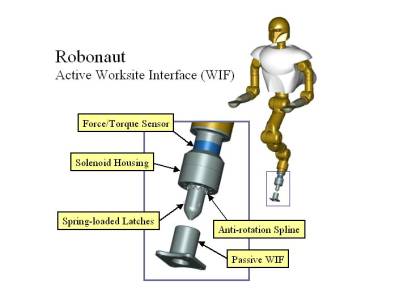 Robonaut
Active Worksite Interface (WIF)
Force/Torque Sensor
Solenoid Housing
Spring-loaded Latches
Anti-rotation Spline
Passive WIF